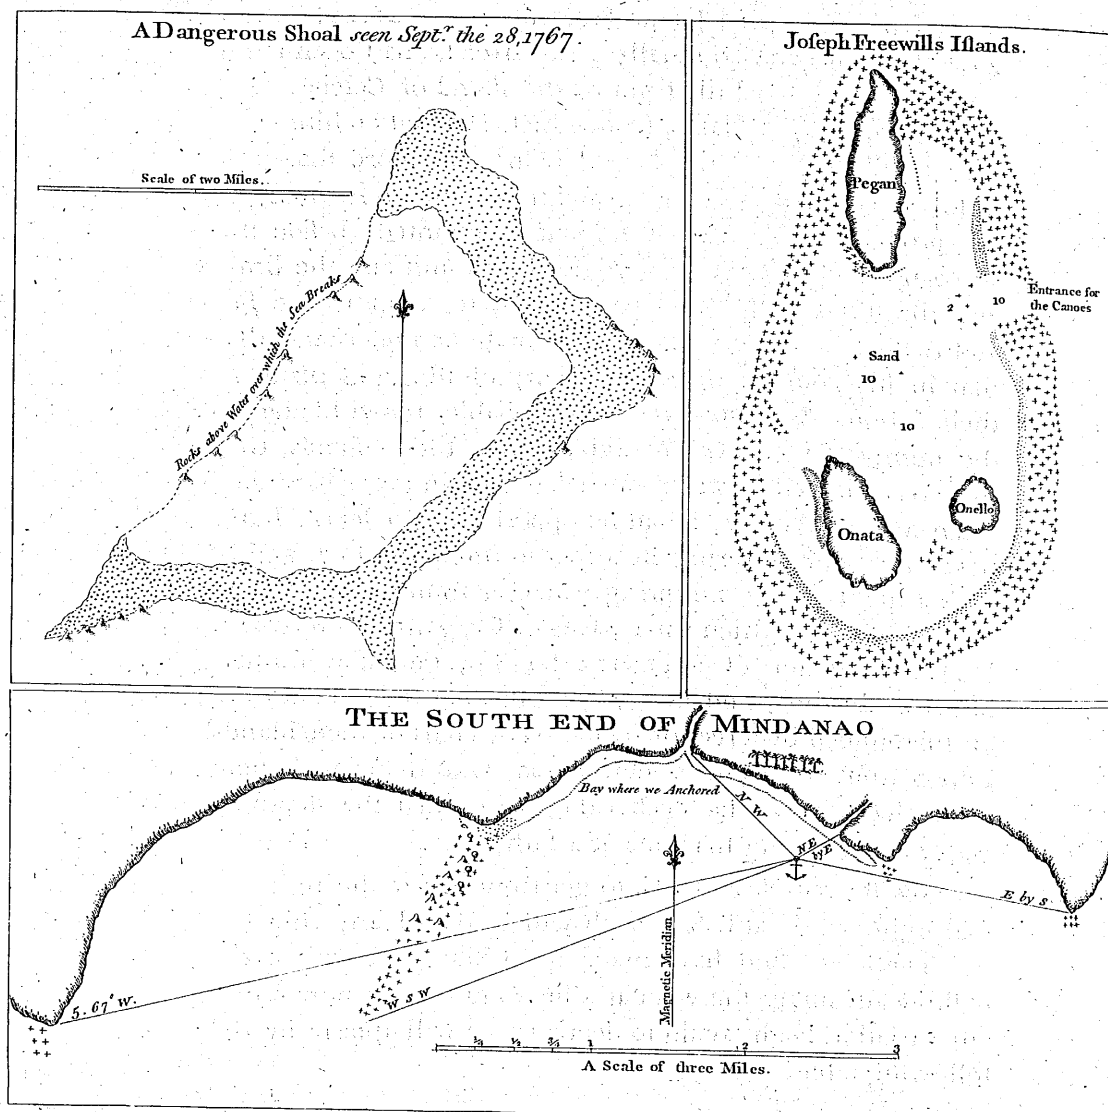 A Dangerous Shoal seen Septr. the 28, 1767.
Scale of two Miles.
Rocks above Water over which the Sea Breaks
Joseph Freewills Islands.
Pegan
Entrance for
the Canoes
10
2
Sand
10
10
Onata
Onello
THE SOUTH END OF MINDANAO
Bay where we Anchored
N W
NE
by E
E by S.
S. 67° W.
W S W
Magnetic Meridian
1/4 1/2 3/4 1 2 3
A Scale of three Miles.